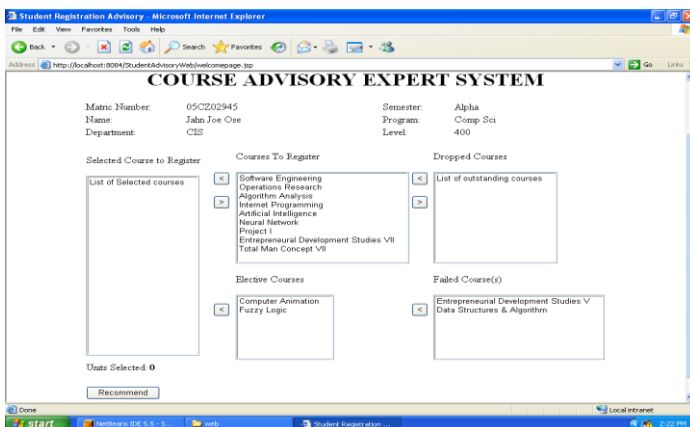 Student Registration Advisory - Microsoft Internet Explorer
File Edit View Favorites Tools Help
Back Search Favorites
Address http://localhost:8084/StudentAdvisoryWeb/welcomepage.jsp Go Links
COURSE ADVISORY EXPERT SYSTEM
Matric Number: 05CZ02945 Semester: Alpha
Name: Jahn Joe Ose Program: Comp Sci
Department: CIS Level: 400
Selected Course to Register Courses To Register Dropped Courses
List of Selected courses < Software Engineering < List of outstanding courses
Operations Research
Algorithm Analysis
> Internet Programming >
Artificial Intelligence
Neural Network
Project I
Entrepreneural Development Studies VII
Total Man Concept VII
Elective Courses Failed Course(s)
Computer Animation Entrepreneurial Development Studies V
< Fuzzy Logic < Data Structures & Algorithm
Units Selected: 0
Recommend
Done Local intranet
start NetBeans IDE 5.5 - S... web Student Registration ... 2:22 PM